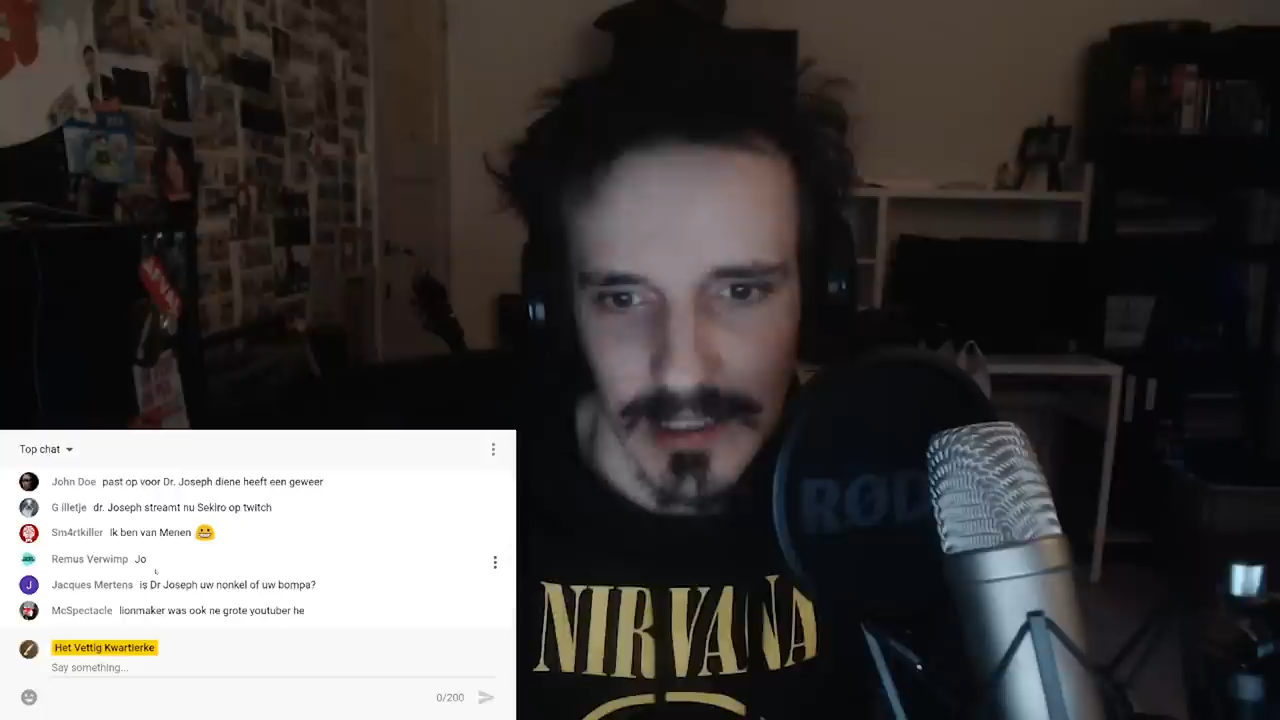 Top chat
John Doe past op voor Dr. Joseph diene heeft een geweer
G illetje dr. Joseph streamt nu Sekiro op twitch
Sm4rtkiller Ik ben van Menen 😬
Remus Verwimp Jo
Jacques Mertens is Dr Joseph uw nonkel of uw bompa?
McSpectacle lionmaker was ook ne grote youtuber he
Het Vettig Kwartierke
Say something...
0/200
RØD
NIRVANA